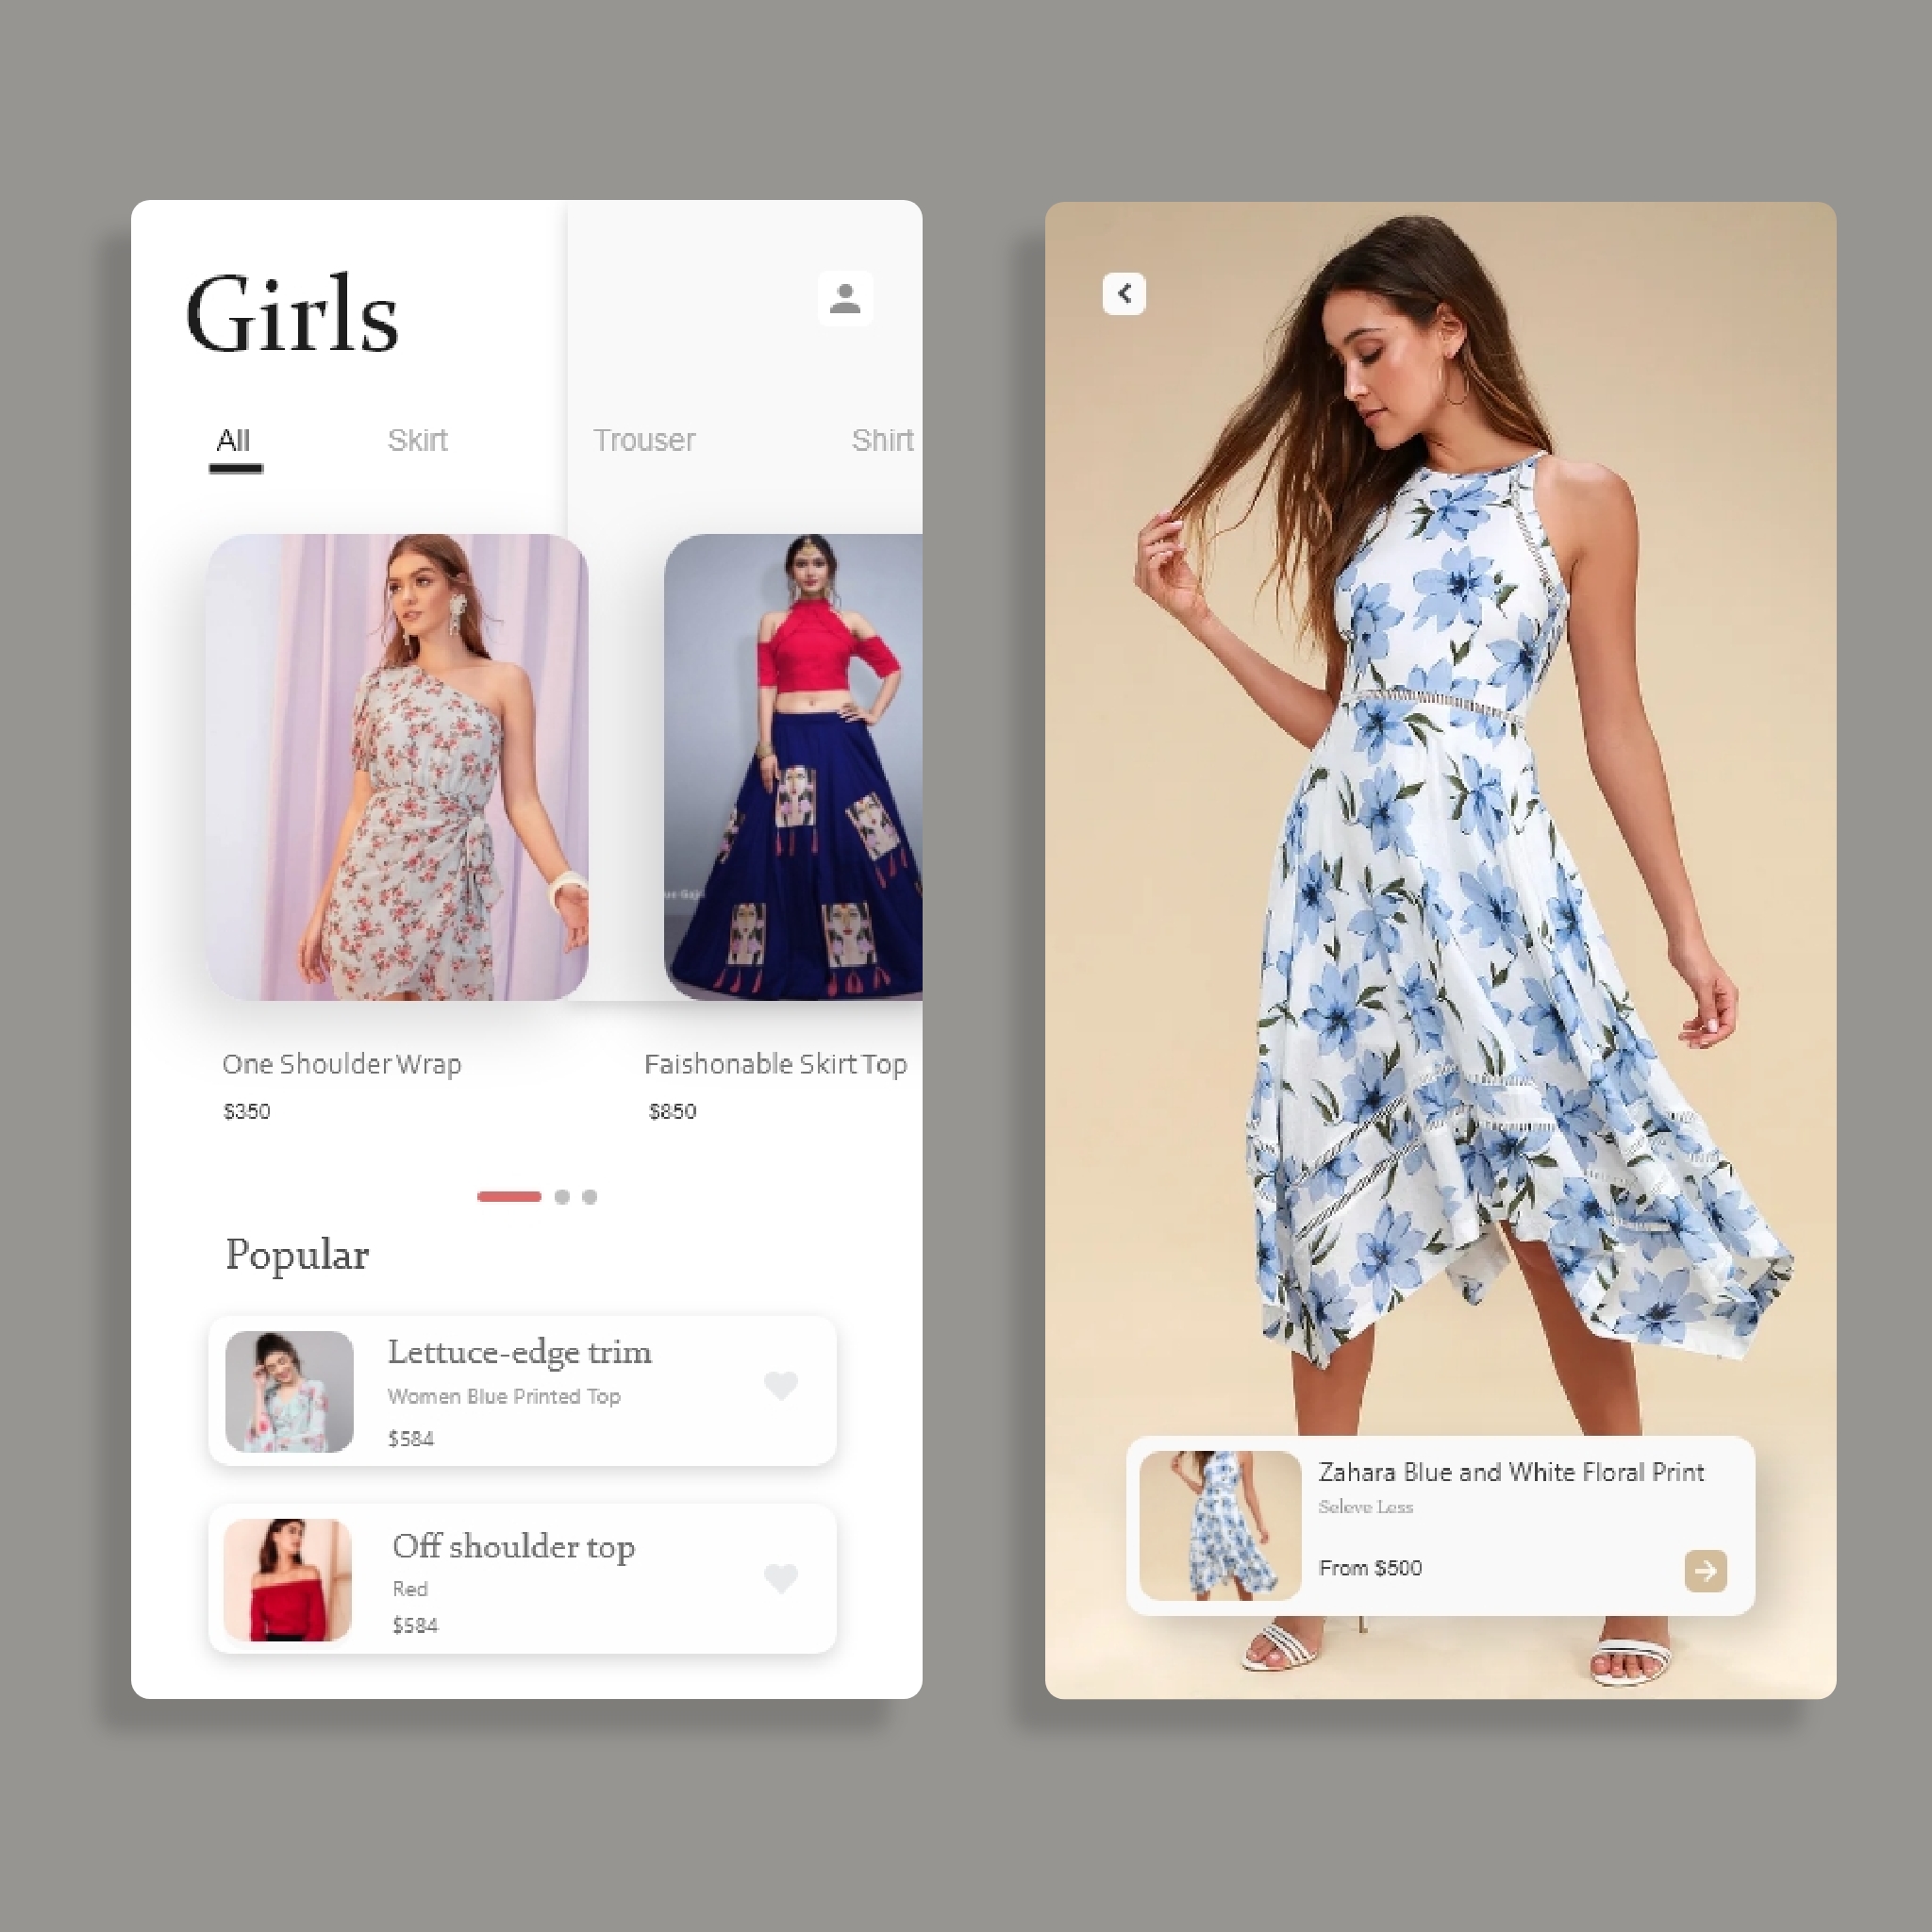 Girls
All
Skirt
Trouser
Shirt
One Shoulder Wrap
$350
Faishonable Skirt Top
$850
Popular
Lettuce-edge trim
Women Blue Printed Top
$584
Off shoulder top
Red
$584
Zahara Blue and White Floral Print
Seleve Less
From $500